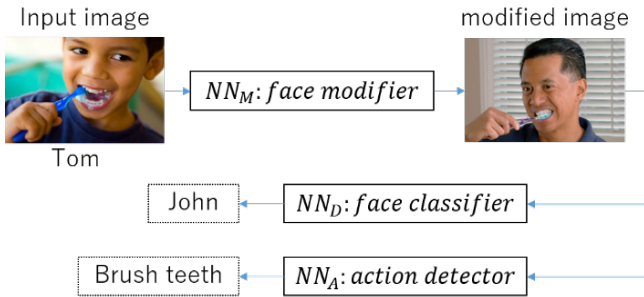 Input image
modified image
NN_M: face modifier
Tom
John
NN_D: face classifier
Brush teeth
NN_A: action detector